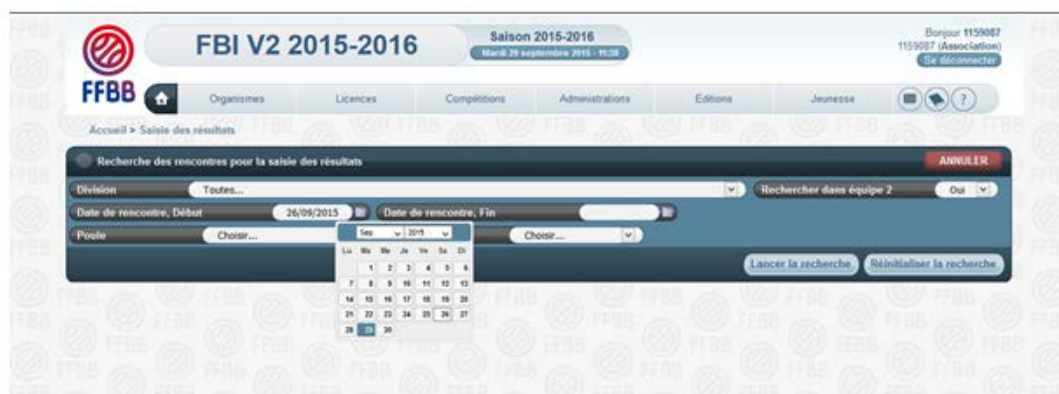 FBI V2 2015-2016
Saison 2015-2016
Mardi 29 septembre 2015 - 11:30
Bonjour 1159087
1159087 (Association)
Se déconnecter
FFBB
Organismes Licences Compétitions Administrations Editions Jeunesse ?
Accueil > Saisie des résultats
Recherche des rencontres pour la saisie des résultats
ANNULER
Division Toutes... Rechercher dans équipe 2 Oui
Date de rencontre, Début 26/09/2015 Date de rencontre, Fin
Poule Choisir... Choisir...
Sep 2015
Lu Ma Me Je Ve Sa Di
1 2 3 4 5 6
7 8 9 10 11 12 13
14 15 16 17 18 19 20
21 22 23 24 25 26 27
28 29 30
Lancer la recherche Réinitialiser la recherche